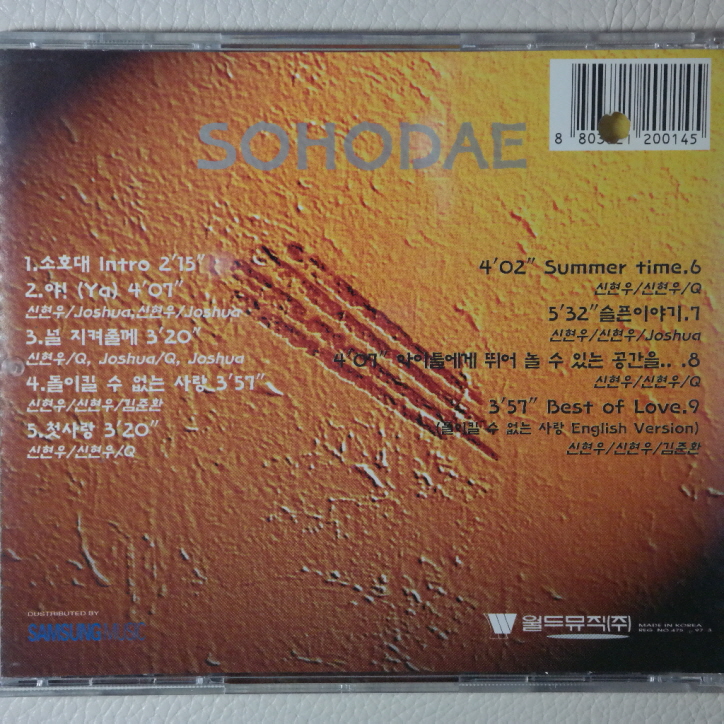 SOHODAE
8 803 21 200145
1.소호대 Intro 2'15"
2.야! (Ya) 4'07"
신현우/Joshua,신현우/Joshua
3.널 지켜줄께 3'20"
신현우/Q, Joshua/Q, Joshua
4.돌이킬 수 없는 사랑 3'57"
신현우/신현우/김준환
5.첫사랑 3'20"
신현우/신현우/Q
4'02" Summer time.6
신현우/신현우/Q
5'32"슬픈이야기.7
신현우/신현우/Joshua
4'07" 아이들에게 뛰어 놀 수 있는 공간을.. .8
신현우/신현우/Q
3'57" Best of Love.9
(돌이킬 수 없는 사랑 English Version)
신현우/신현우/김준환
DISTRIBUTED BY
SAMSUNG MUSIC
월드뮤직(주)
MADE IN KOREA
REG. NO.475